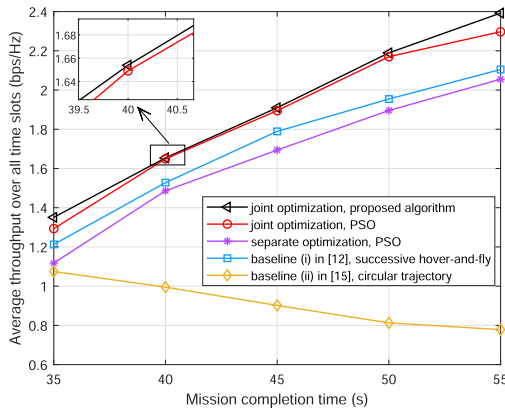 2.4
2.2
2
1.8
1.6
1.4
1.2
1
0.8
0.6
Average throughput over all time slots (bps/Hz)
1.68
1.66
1.64
39.5 40 40.5
joint optimization, proposed algorithm
joint optimization, PSO
separate optimization, PSO
baseline (i) in [12], successive hover-and-fly
baseline (ii) in [15], circular trajectory
35 40 45 50 55
Mission completion time (s)